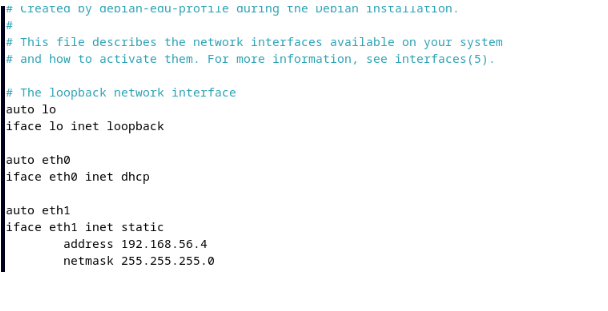 # Created by debian-edu-profile during the Debian installation.
#
# This file describes the network interfaces available on your system
# and how to activate them. For more information, see interfaces(5).
# The loopback network interface
auto lo
iface lo inet loopback
auto eth0
iface eth0 inet dhcp
auto eth1
iface eth1 inet static
address 192.168.56.4
netmask 255.255.255.0